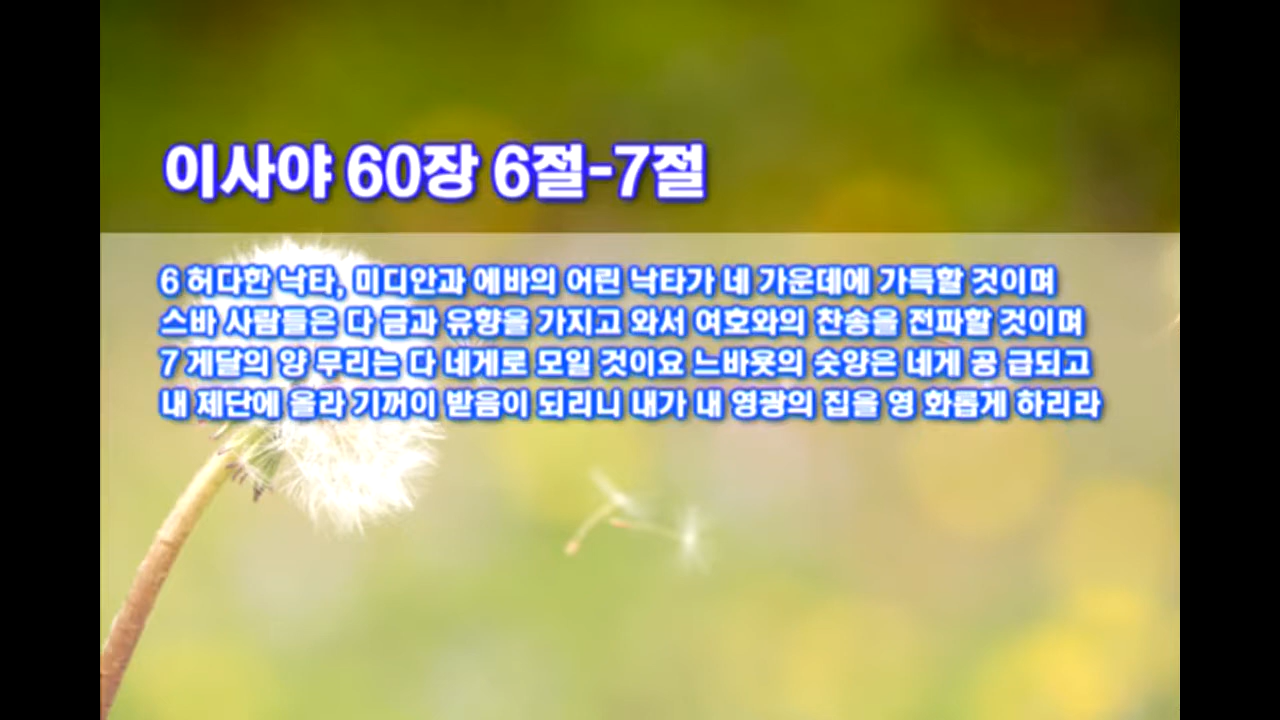 이사야 60장 6절-7절
6 허다한 낙타, 미디안과 에바의 어린 낙타가 네 가운데에 가득할 것이며
스바 사람들은 다 금과 유향을 가지고 와서 여호와의 찬송을 전파할 것이며
7 게달의 양 무리는 다 네게로 모일 것이요 느바욧의 숫양은 네게 공 급되고
내 제단에 올라 기꺼이 받음이 되리니 내가 내 영광의 집을 영 화롭게 하리라